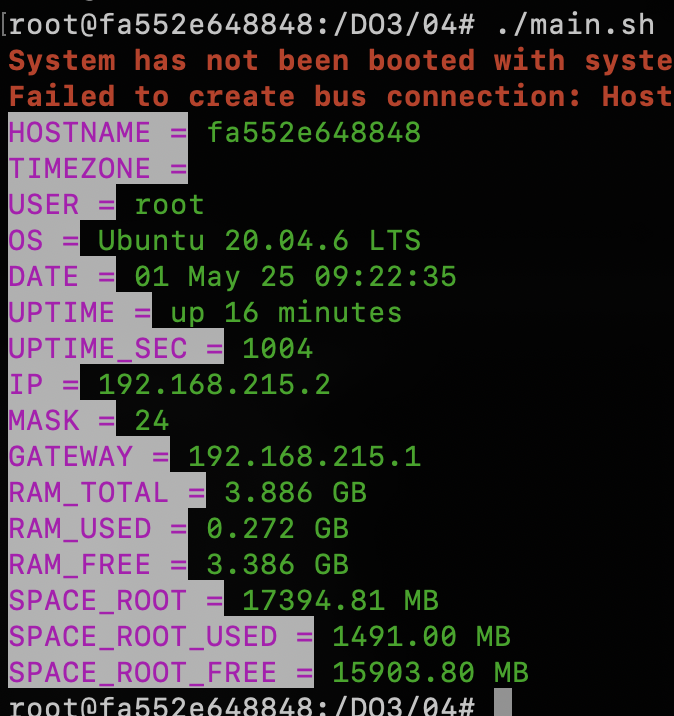 root@fa552e648848:/DO3/04# ./main.sh
System has not been booted with syste
Failed to create bus connection: Host
HOSTNAME = fa552e648848
TIMEZONE =
USER = root
OS = Ubuntu 20.04.6 LTS
DATE = 01 May 25 09:22:35
UPTIME = up 16 minutes
UPTIME_SEC = 1004
IP = 192.168.215.2
MASK = 24
GATEWAY = 192.168.215.1
RAM_TOTAL = 3.886 GB
RAM_USED = 0.272 GB
RAM_FREE = 3.386 GB
SPACE_ROOT = 17394.81 MB
SPACE_ROOT_USED = 1491.00 MB
SPACE_ROOT_FREE = 15903.80 MB
root@fa552e648848:/DO3/04#